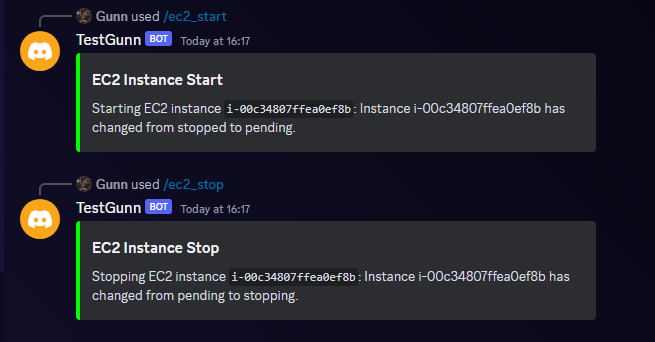 Gunn used /ec2_start
TestGunn BOT Today at 16:17
EC2 Instance Start
Starting EC2 instance i-00c34807ffea0ef8b: Instance i-00c34807ffea0ef8b has
changed from stopped to pending.
Gunn used /ec2_stop
TestGunn BOT Today at 16:17
EC2 Instance Stop
Stopping EC2 instance i-00c34807ffea0ef8b: Instance i-00c34807ffea0ef8b has
changed from pending to stopping.